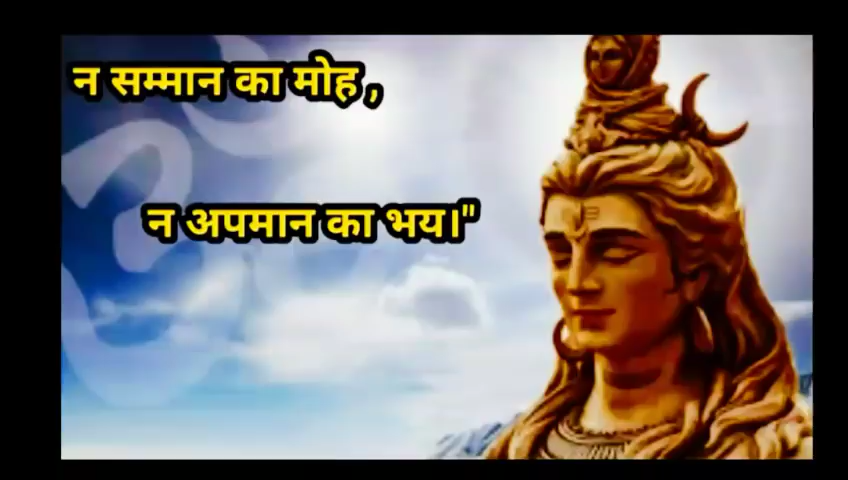 न सम्मान का मोह ,
न अपमान का भय।"